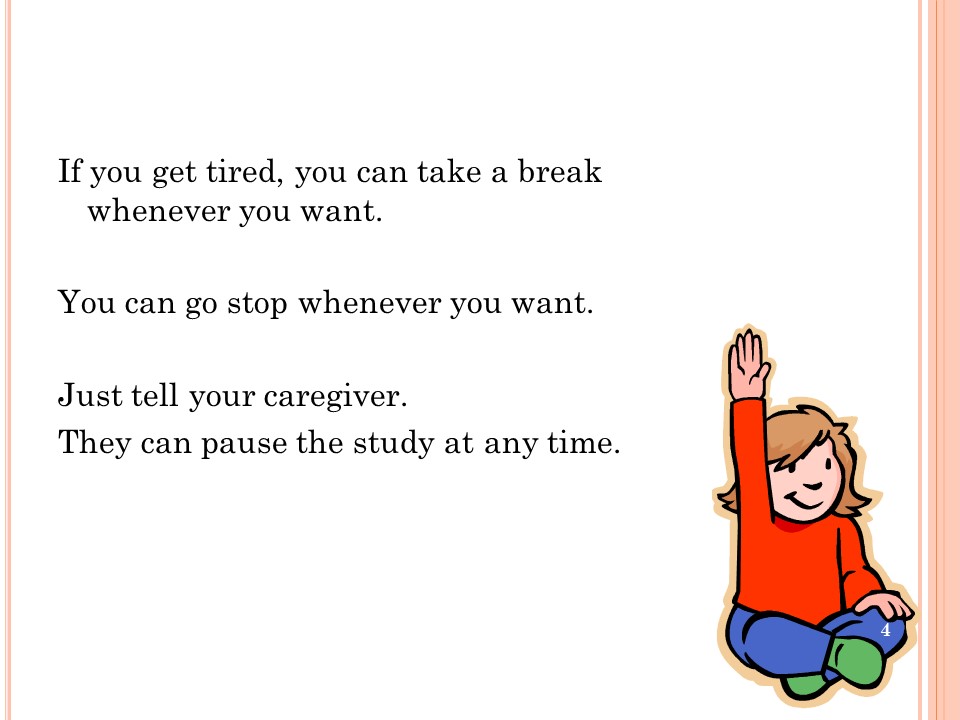 If you get tired, you can take a break
whenever you want.
You can go stop whenever you want.
Just tell your caregiver.
They can pause the study at any time.
4